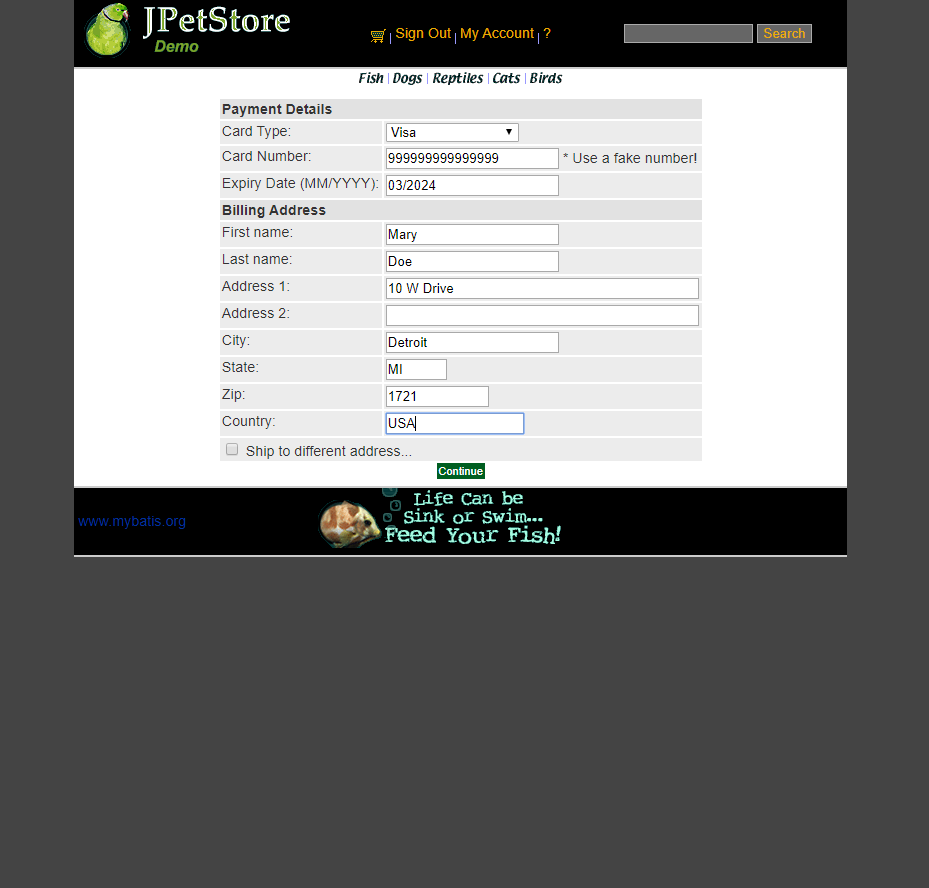 JPetStore
Demo
Sign Out | My Account | ?
Search
Fish | Dogs | Reptiles | Cats | Birds
Payment Details
Card Type: Visa
Card Number: 999999999999999 * Use a fake number!
Expiry Date (MM/YYYY): 03/2024
Billing Address
First name: Mary
Last name: Doe
Address 1: 10 W Drive
Address 2:
City: Detroit
State: MI
Zip: 1721
Country: USA
Ship to different address...
Continue
www.mybatis.org
Life Can be
Sink or Swim...
Feed Your Fish!